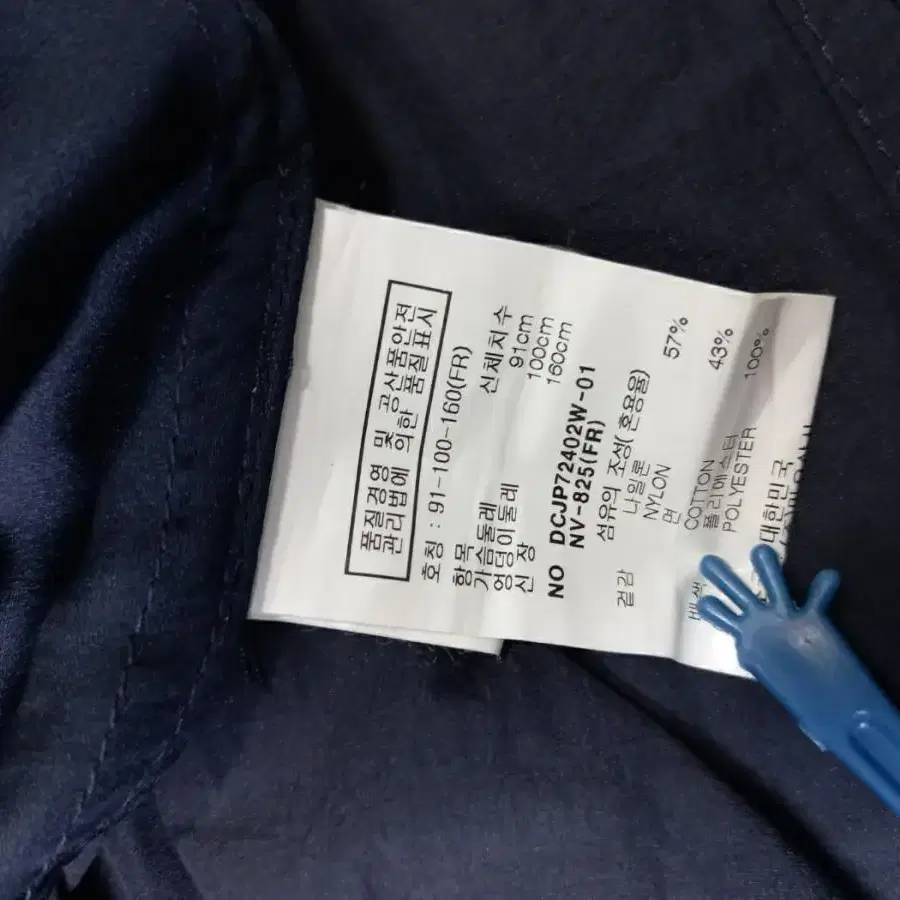 품질경영 및 공산품안전
관리법에 의한 품질표시
호칭 : 91-100-160(FR)
항목 신체치수
가슴둘레 91cm
엉덩이둘레 100cm
신장 160cm
NO DCJP72402W-01
NV-825(FR)
섬유의 조성(혼용율)
겉감 나일론 57%
NYLON
면 43%
COTTON
폴리에스터 100%
POLYESTER
대한민국